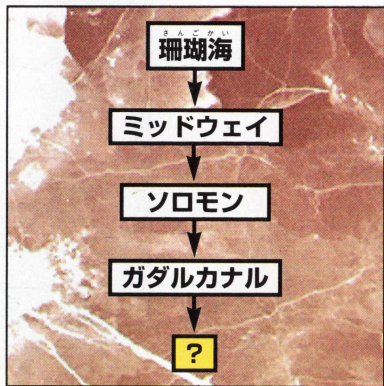 さんごかい
珊瑚海
ミッドウェイ
ソロモン
ガダルカナル
?